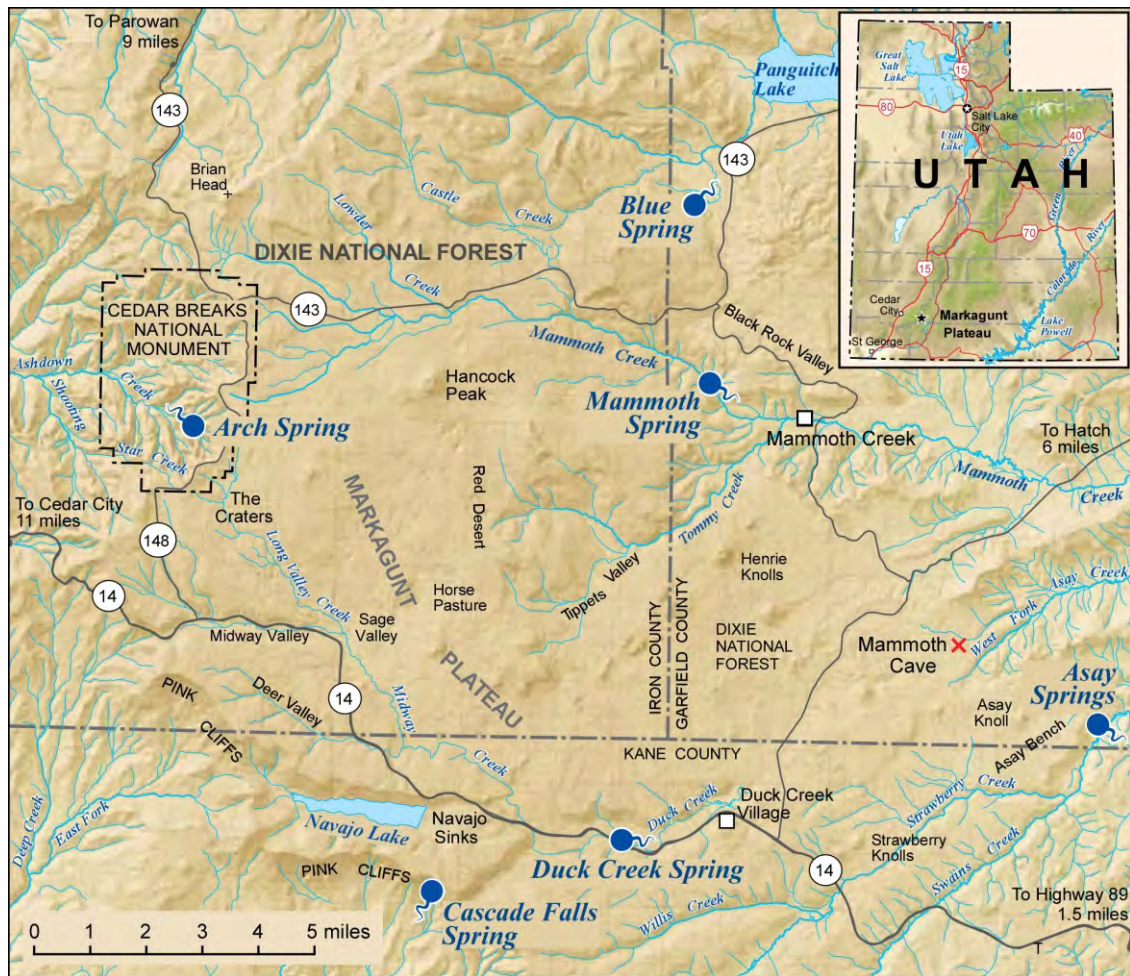 To Parowan
9 miles
143
Brian
Head
Castle
Creek
Lowder
Creek
DIXIE NATIONAL FOREST
143
Panguitch
Lake
143
Blue
Spring
Great
Salt
Lake
15
80
Salt Lake
City
Utah
Lake
40
UTAH
Green
River
70
15
Colorado
River
Cedar
City
Markagunt
Plateau
St George
Lake
Powell
CEDAR BREAKS
NATIONAL
MONUMENT
Ashdown
Creek
Shooting
Star Creek
Arch Spring
Hancock
Peak
Mammoth Creek
Black Rock Valley
Mammoth
Spring
Mammoth Creek
To Hatch
6 miles
Mammoth
Creek
To Cedar City
11 miles
The
Craters
148
14
Long Valley Creek
MARKAGUNT
PLATEAU
Red Desert
Horse
Pasture
Sage
Valley
Midway Valley
Tommy Creek
Tippets Valley
Henrie
Knolls
IRON COUNTY
GARFIELD COUNTY
DIXIE
NATIONAL
FOREST
Mammoth
Cave
West Fork Asay Creek
Asay
Springs
Asay
Knoll
Asay Bench
PINK CLIFFS
Deer Valley
14
Midway
Creek
KANE COUNTY
Deep Creek
East Fork
Navajo Lake
Navajo
Sinks
PINK CLIFFS
Duck Creek
Duck Creek
Village
Duck Creek Spring
Strawberry Creek
Strawberry
Knolls
Swains Creek
14
Willis Creek
Cascade Falls
Spring
To Highway 89
1.5 miles
T
0 1 2 3 4 5 miles